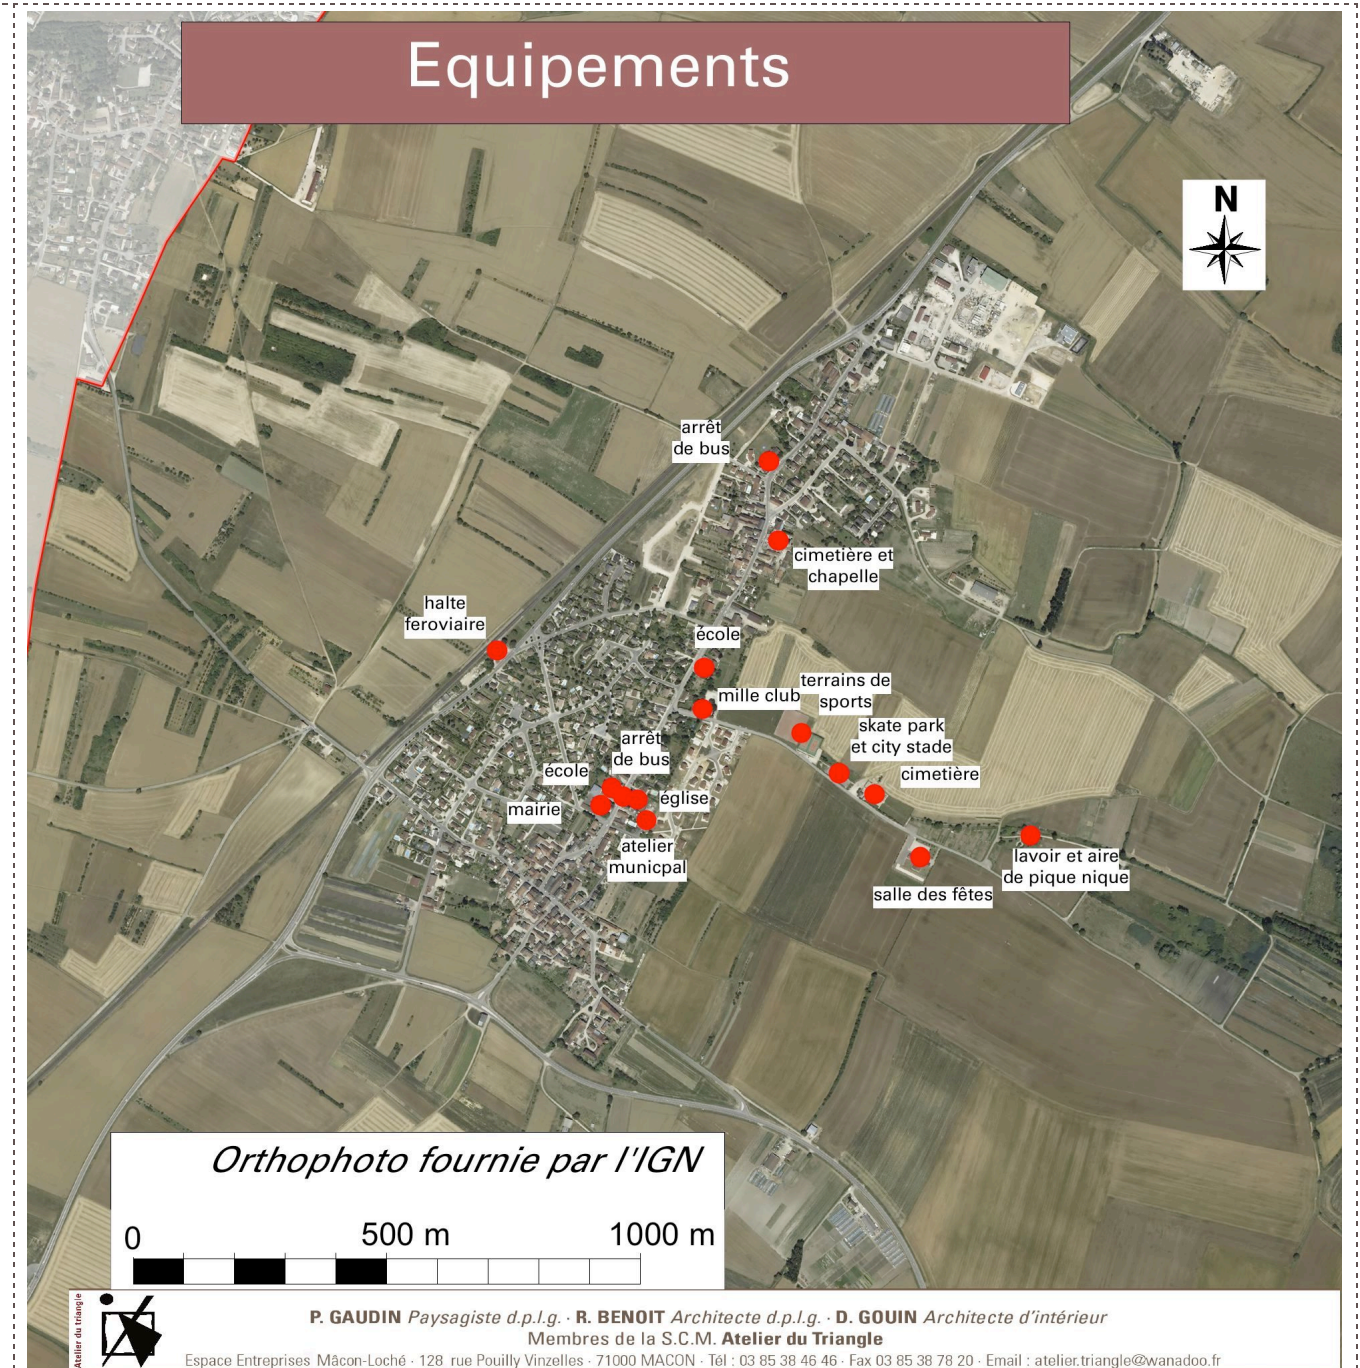 Equipements
N
arrêt
de bus
cimetière et
chapelle
halte
feroviaire
école
mille club
terrains de
sports
skate park
et city stade
cimetière
arrêt
de bus
école
mairie
église
atelier
municpal
lavoir et aire
de pique nique
salle des fêtes
Orthophoto fournie par l'IGN
0 500 m 1000 m
Atelier du triangle
P. GAUDIN Paysagiste d.p.l.g. · R. BENOIT Architecte d.p.l.g. · D. GOUIN Architecte d'intérieur
Membres de la S.C.M. Atelier du Triangle
Espace Entreprises Mâcon-Loché · 128 rue Pouilly Vinzelles · 71000 MACON · Tél : 03 85 38 46 46 · Fax 03 85 38 78 20 · Email : atelier.triangle@wanadoo.fr